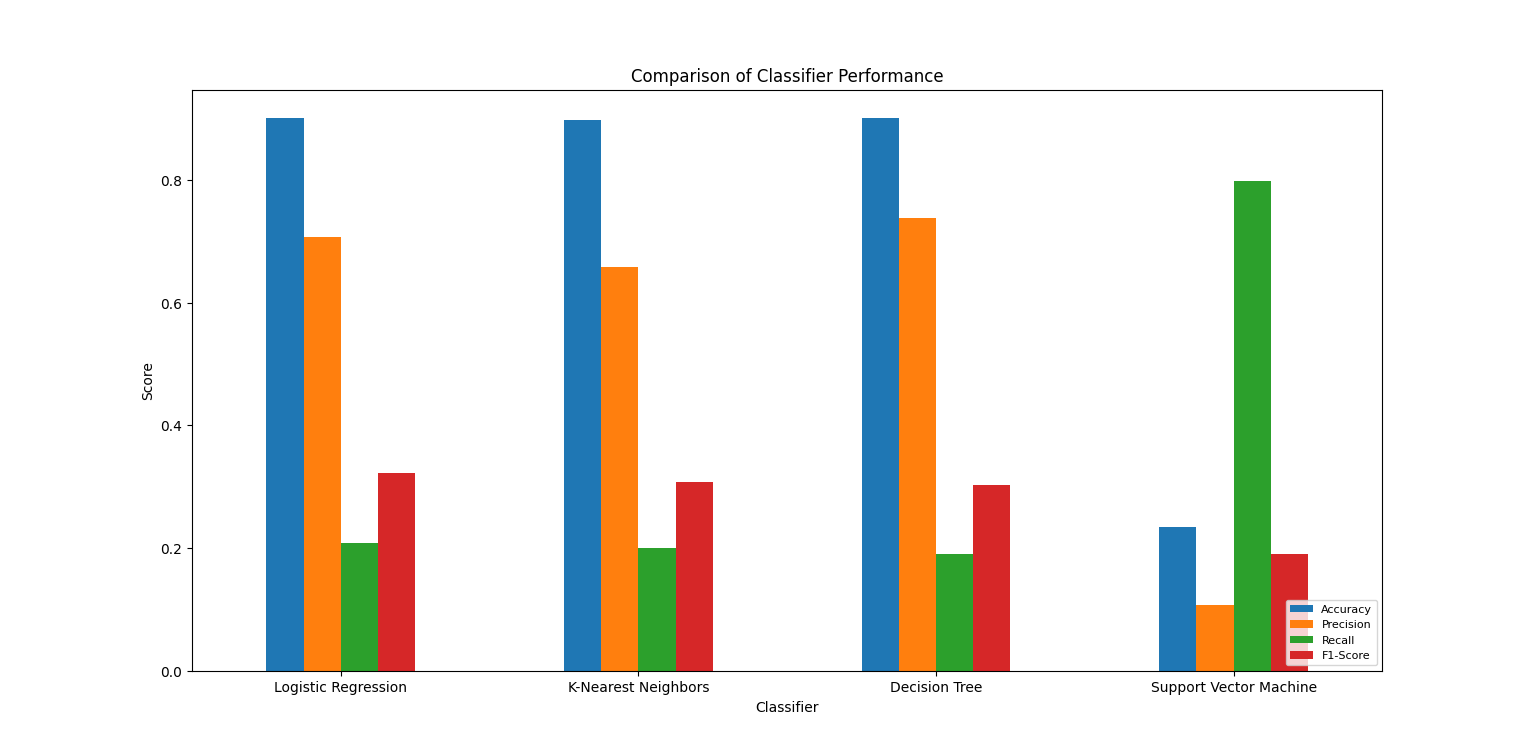 Comparison of Classifier Performance
Score
0.8
0.6
0.4
0.2
0.0
Logistic Regression
K-Nearest Neighbors
Decision Tree
Support Vector Machine
Classifier
Accuracy
Precision
Recall
F1-Score